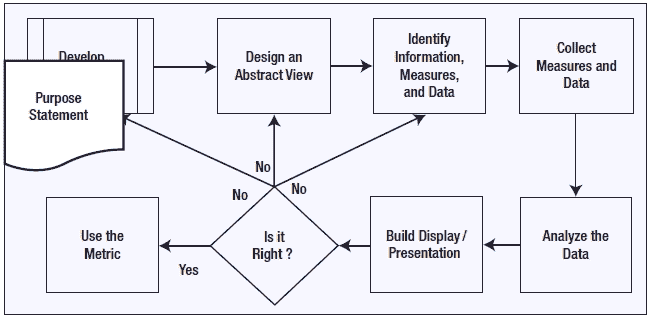 Develop
Purpose
Statement
Design an
Abstract View
Identify
Information,
Measures,
and Data
Collect
Measures and
Data
No
No
No
Use the
Metric
Yes
Is it
Right ?
Build Display /
Presentation
Analyze the
Data